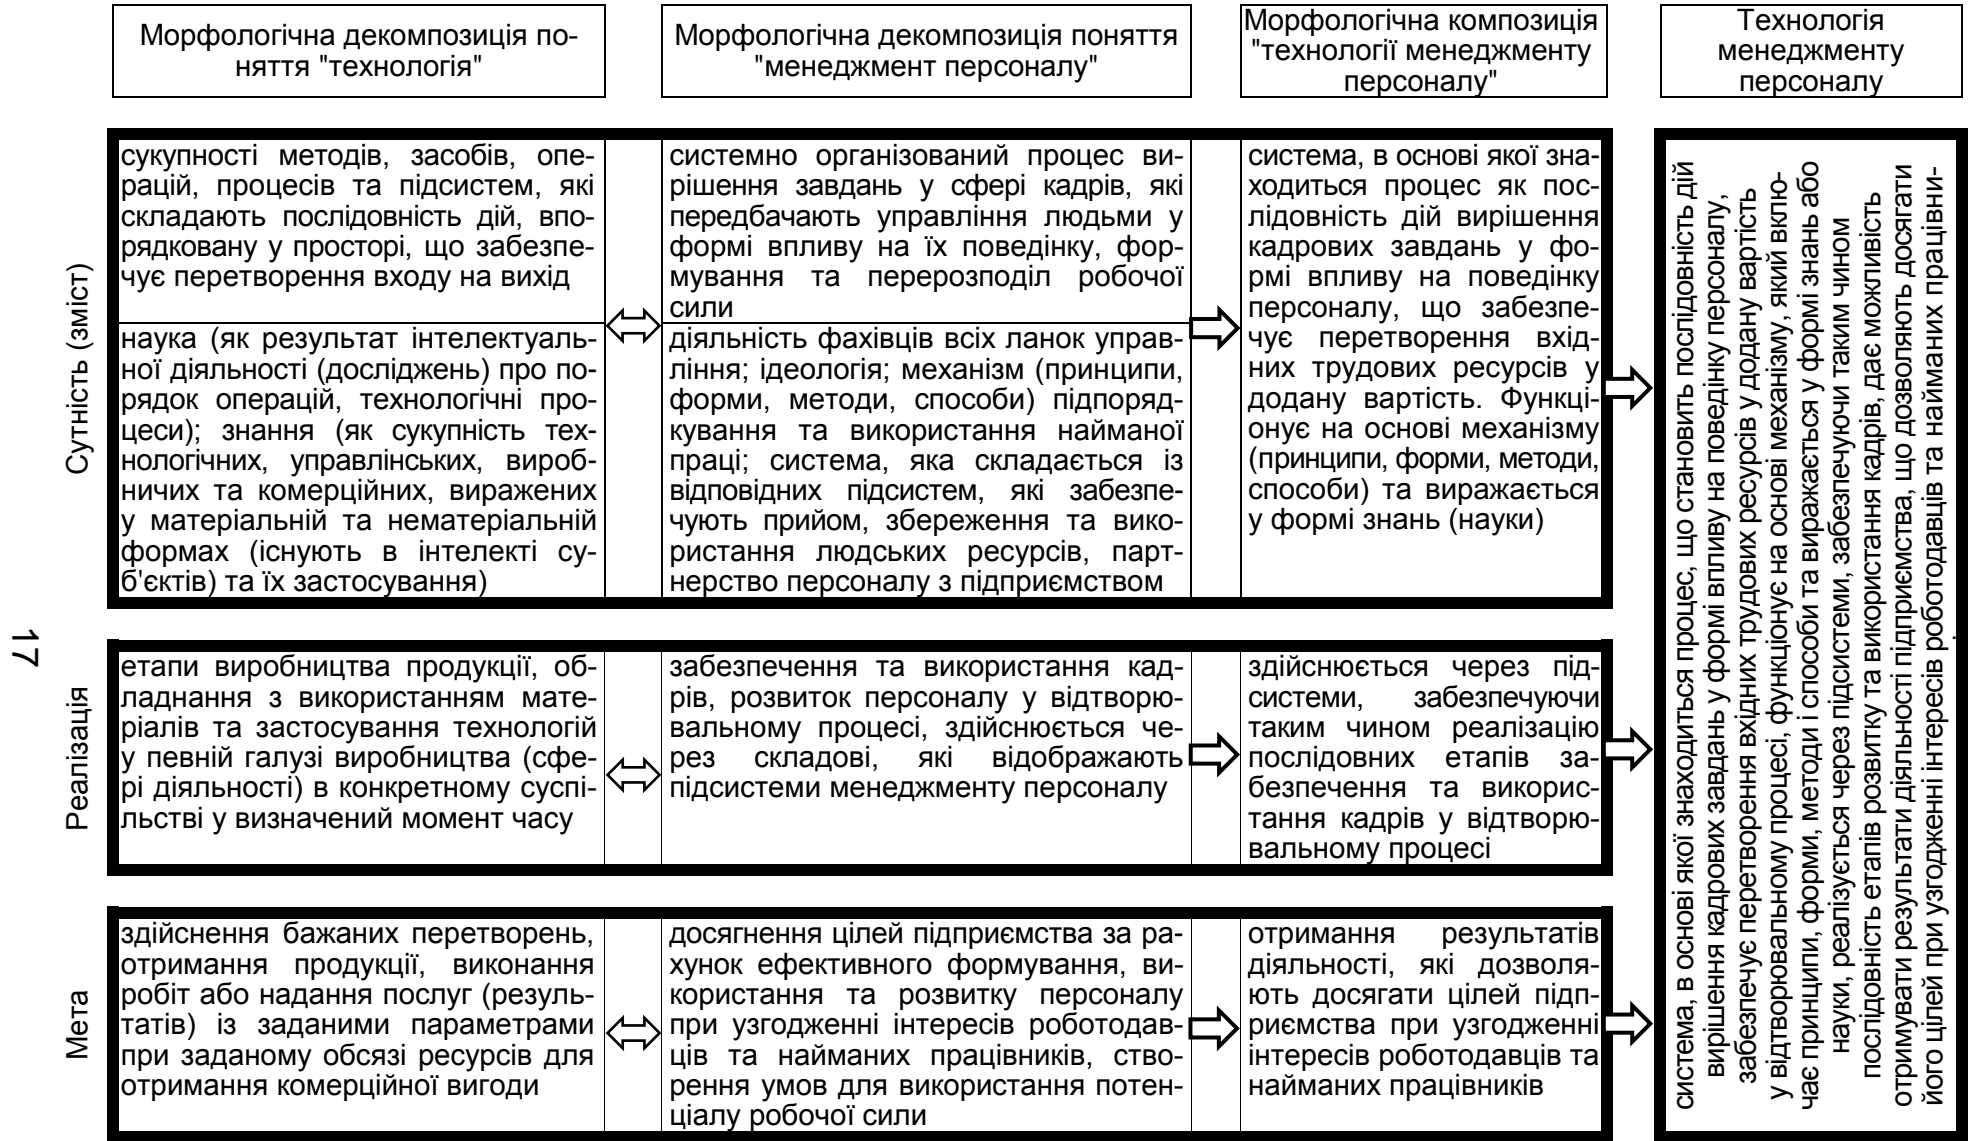 Морфологічна декомпозиція по-
няття "технологія"
Морфологічна декомпозиція поняття
"менеджмент персоналу"
Морфологічна композиція
"технології менеджменту
персоналу"
Технологія
менеджменту
персоналу
Сутність (зміст)
сукупності методів, засобів, опе-
рацій, процесів та підсистем, які
складають послідовність дій, впо-
рядковану у просторі, що забезпе-
чує перетворення входу на вихід
наука (як результат інтелектуаль-
ної діяльності (досліджень) про по-
рядок операцій, технологічні про-
цеси); знання (як сукупність тех-
нологічних, управлінських, вироб-
ничих та комерційних, виражених
у матеріальній та нематеріальній
формах (існують в інтелекті су-
б'єктів) та їх застосування)
системно організований процес ви-
рішення завдань у сфері кадрів, які
передбачають управління людьми у
формі впливу на їх поведінку, фор-
мування та перерозподіл робочої
сили
діяльність фахівців всіх ланок управ-
ління; ідеологія; механізм (принципи,
форми, методи, способи) підпоряд-
кування та використання найманої
праці; система, яка складається із
відповідних підсистем, які забезпе-
чують прийом, збереження та вико-
ристання людських ресурсів, парт-
нерство персоналу з підприємством
система, в основі якої зна-
ходиться процес як пос-
лідовність дій вирішення
кадрових завдань у фо-
рмі впливу на поведінку
персоналу, що забезпе-
чує перетворення вхід-
них трудових ресурсів у
додану вартість. Функці-
онує на основі механізму
(принципи, форми, методи,
способи) та виражається
у формі знань (науки)
Реалізація
етапи виробництва продукції, об-
ладнання з використанням мате-
ріалів та застосування технологій
у певній галузі виробництва (сфе-
рі діяльності) в конкретному суспі-
льстві у визначений момент часу
забезпечення та використання кад-
рів, розвиток персоналу у відтворю-
вальному процесі, здійснюється че-
рез складові, які відображають
підсистеми менеджменту персоналу
здійснюється через під-
системи, забезпечуючи
таким чином реалізацію
послідовних етапів за-
безпечення та викорис-
тання кадрів у відтворю-
вальному процесі
Мета
здійснення бажаних перетворень,
отримання продукції, виконання
робіт або надання послуг (резуль-
татів) із заданими параметрами
при заданому обсязі ресурсів для
отримання комерційної вигоди
досягнення цілей підприємства за ра-
хунок ефективного формування, ви-
користання та розвитку персоналу
при узгодженні інтересів роботодав-
ців та найманих працівників, ство-
рення умов для використання потен-
ціалу робочої сили
отримання результатів
діяльності, які дозволя-
ють досягати цілей підп-
риємства при узгодженні
інтересів роботодавців та
найманих працівників
система, в основі якої знаходиться процес, що становить послідовність дій
вирішення кадрових завдань у формі впливу на поведінку персоналу,
забезпечує перетворення вхідних трудових ресурсів у додану вартість
у відтворювальному процесі, функціонує на основі механізму, який вклю-
чає принципи, форми, методи і способи та виражається у формі знань або
науки, реалізується через підсистеми, забезпечуючи таким чином
послідовність етапів розвитку та використання кадрів, дає можливість
отримувати результати діяльності підприємства, що дозволяють досягати
його цілей при узгодженні інтересів роботодавців та найманих працівни-
17